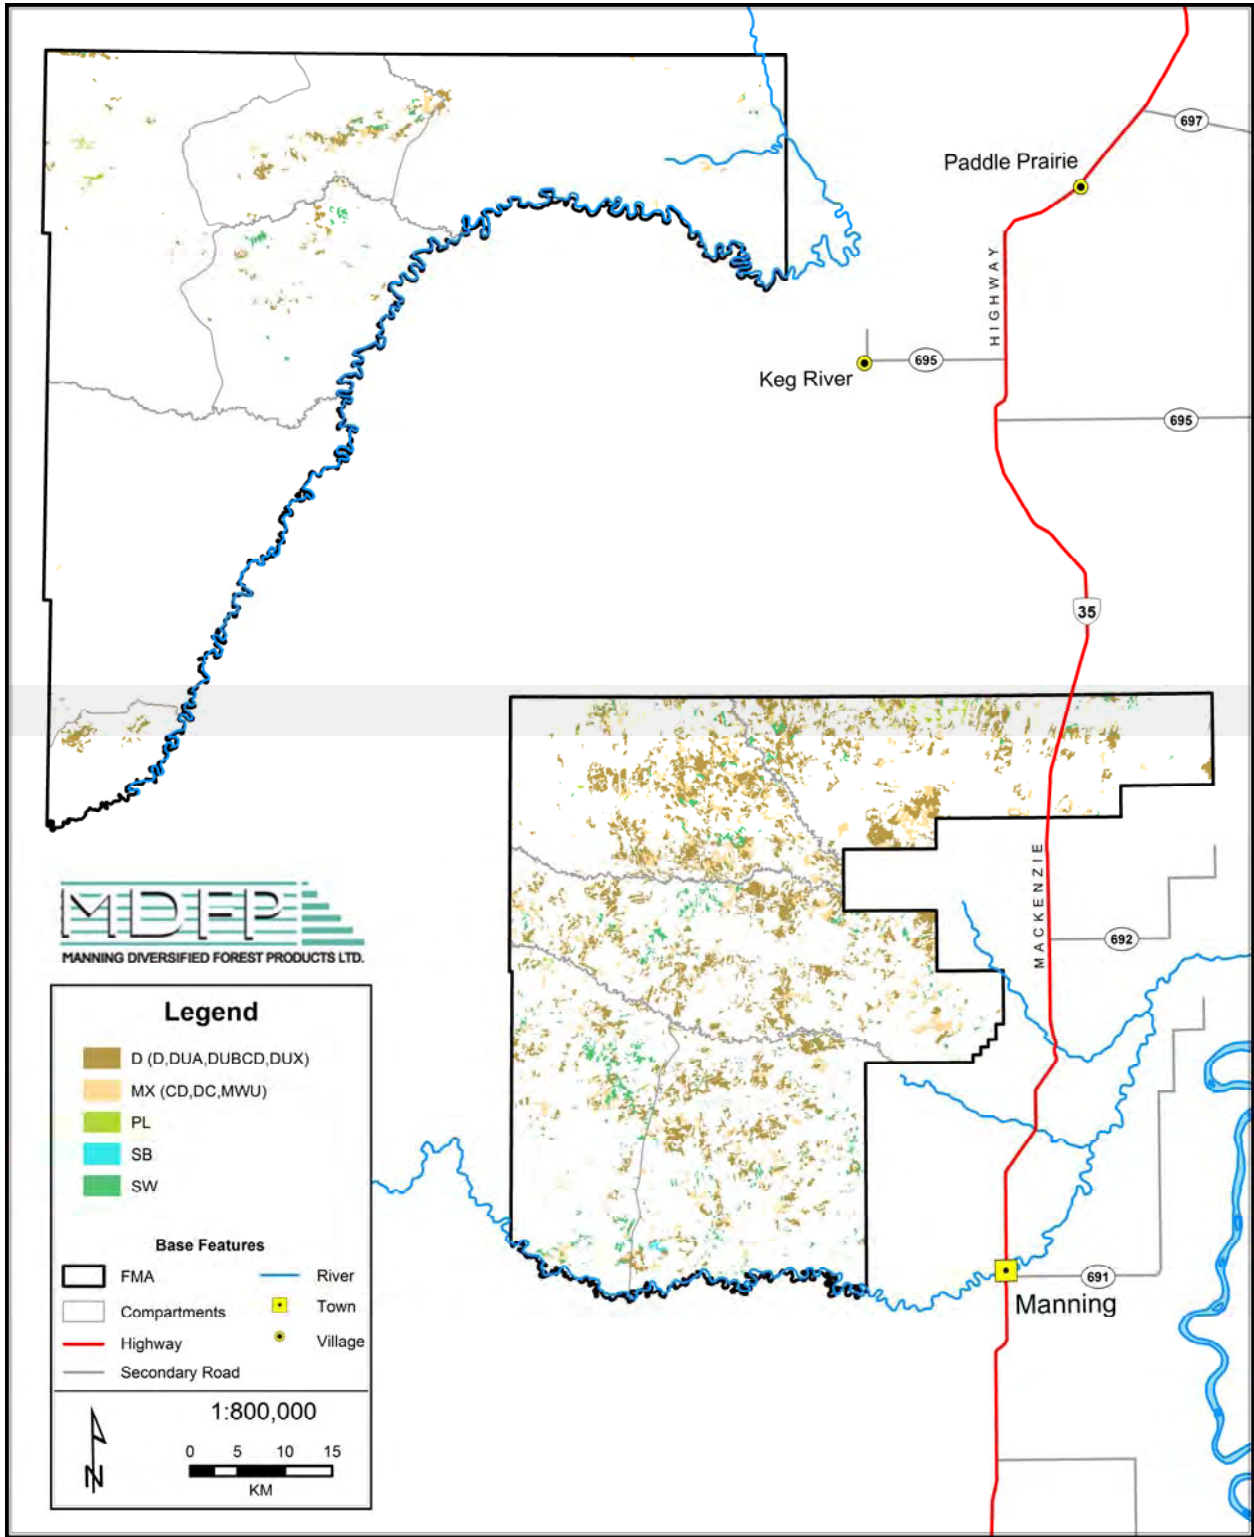 697
Paddle Prairie
HIGHWAY
695
Keg River
695
35
MACKENZIE
692
MDFP
MANNING DIVERSIFIED FOREST PRODUCTS LTD.
Legend
D (D,DUA,DUBCD,DUX)
MX (CD,DC,MWU)
PL
SB
SW
Base Features
FMA
River
Compartments
Town
Highway
Village
Secondary Road
1:800,000
0 5 10 15
KM
N
691
Manning